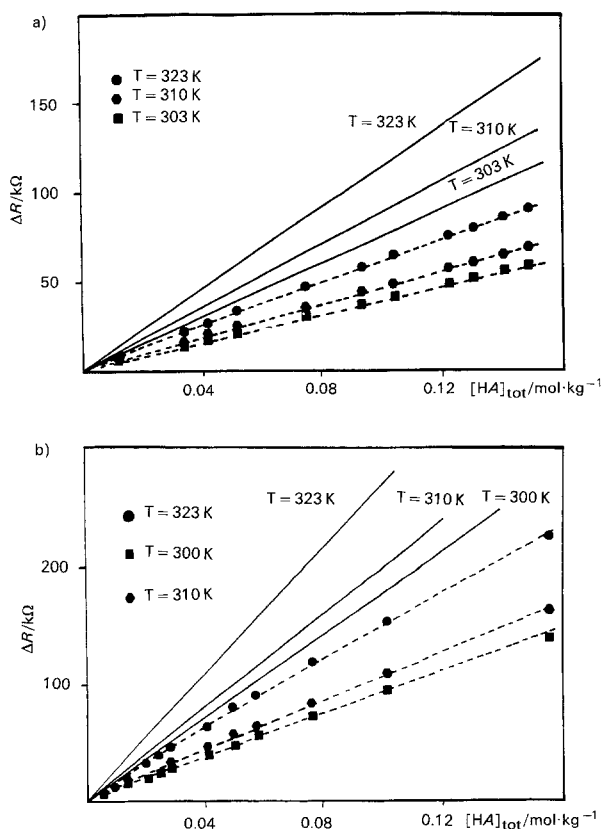 a)
T = 323 K
T = 310 K
T = 303 K
150
100
50
ΔR/kΩ
T = 323 K
T = 310 K
T = 303 K
0.04
0.08
0.12
[HA]tot/mol·kg⁻¹
b)
T = 323 K
T = 300 K
T = 310 K
200
100
ΔR/kΩ
T = 323 K
T = 310 K
T = 300 K
0.04
0.08
0.12
[HA]tot/mol·kg⁻¹